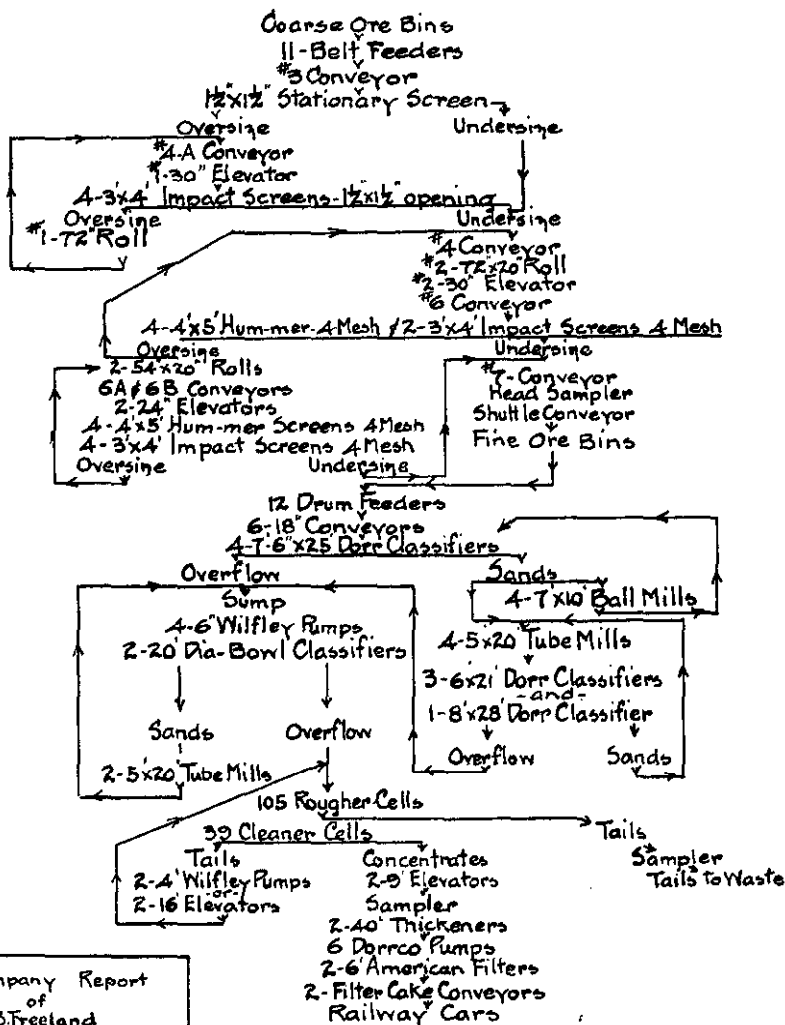 Coarse Ore Bins
11-Belt Feeders
#3 Conveyor
1½"x1½" Stationary Screen
Oversize Undersize
#4-A Conveyor
#1-30" Elevator
4-3'x4' Impact Screens-1½"x1½" opening
Oversize Undersize
#1-72" Roll
#4 Conveyor
#2-72"x20" Roll
#2-30" Elevator
#6 Conveyor
4-4'x5' Hum-mer-4 Mesh & 2-3'x4' Impact Screens 4 Mesh
Oversize Undersize
2-54"x20" Rolls
#7-Conveyor
6A & 6B Conveyors
Head Sampler
2-24" Elevators
Shuttle Conveyor
4-4'x5' Hum-mer Screens 4 Mesh
4-3'x4' Impact Screens 4 Mesh
Fine Ore Bins
Oversize Undersize
12 Drum Feeders
6-18" Conveyors
4-7'-6"x25' Dorr Classifiers
Overflow Sands
Sump
4-7'x10' Ball Mills
4-6" Wilfley Pumps
2-20' Dia-Bowl Classifiers
4-5'x20' Tube Mills
3-6'x21' Dorr Classifiers
-and-
1-8'x28' Dorr Classifier
Sands Overflow
Overflow Sands
2-5'x20' Tube Mills
105 Rougher Cells
39 Cleaner Cells
Tails
Tails Concentrates
Sampler
2-4" Wilfley Pumps
2-9" Elevators
Tails to Waste
-or-
2-16" Elevators
Sampler
2-40' Thickeners
6 Dorrco Pumps
2-6' American Filters
2-Filter Cake Conveyors
Railway Cars
Report
of
Freeland